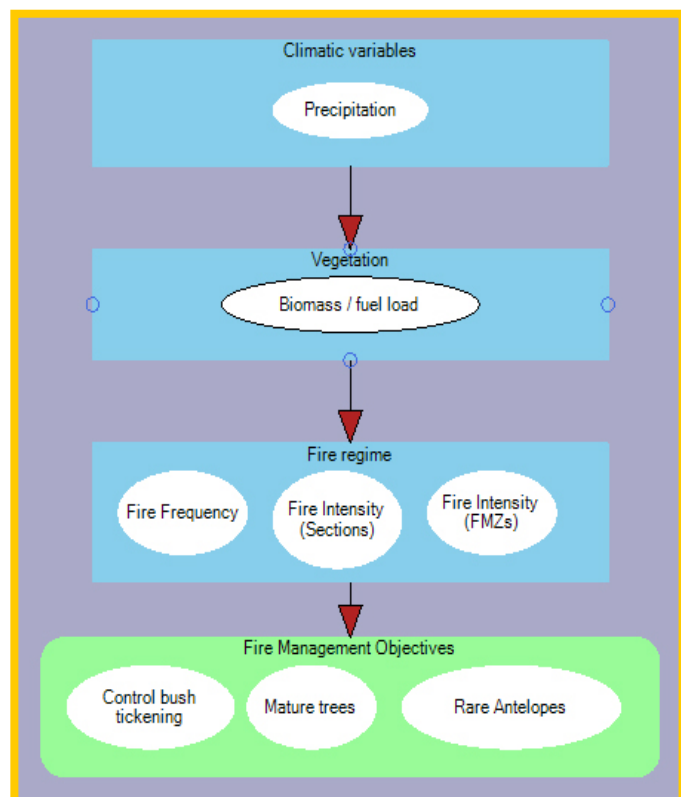 Climatic variables
Precipitation
Vegetation
Biomass / fuel load
Fire regime
Fire Frequency
Fire Intensity
(Sections)
Fire Intensity
(FMZs)
Fire Management Objectives
Control bush
tickening
Mature trees
Rare Antelopes